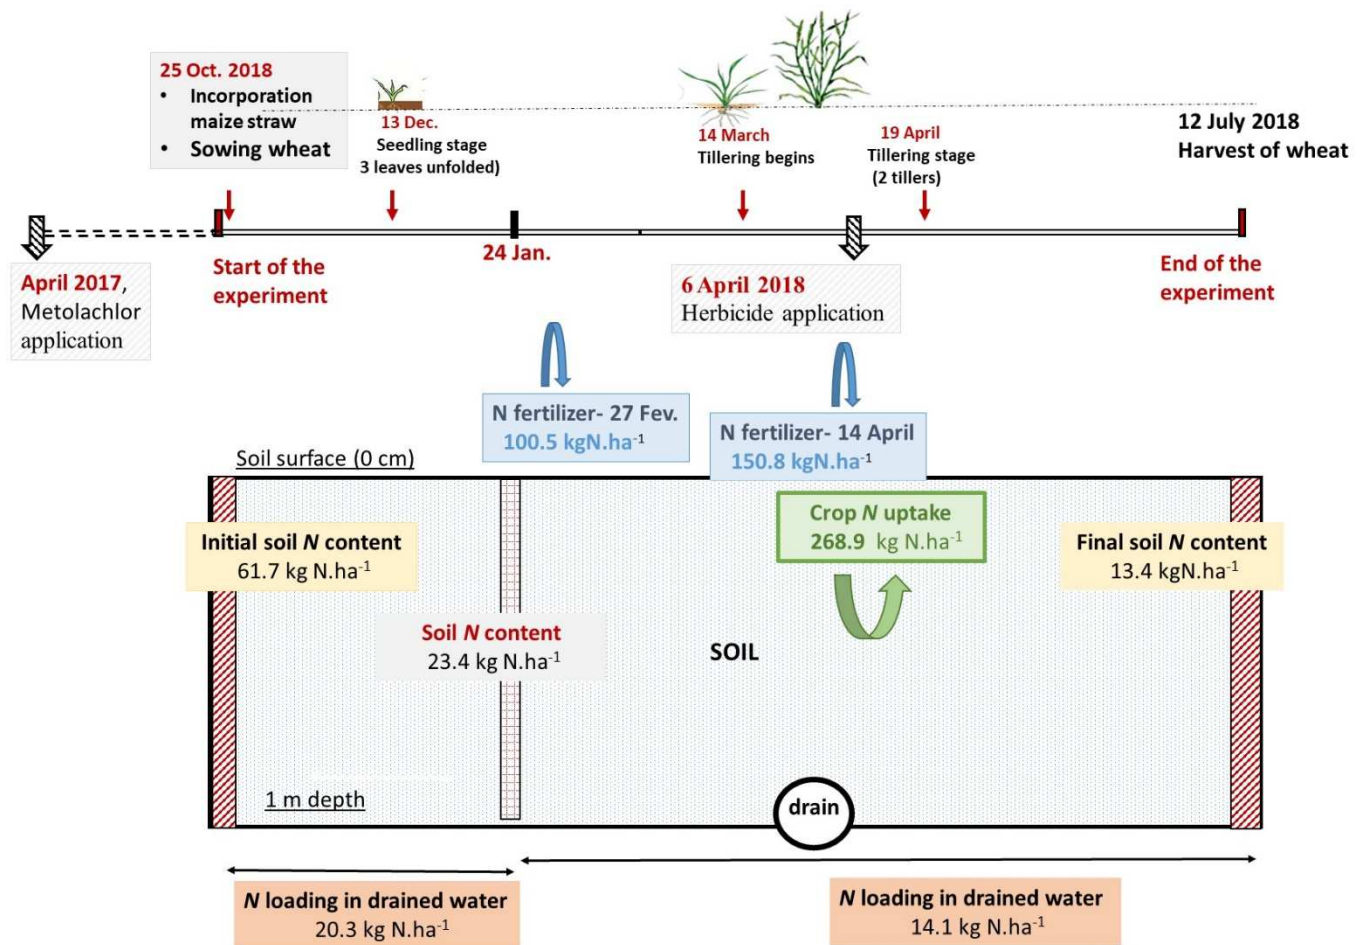 25 Oct. 2018
• Incorporation
maize straw
• Sowing wheat
13 Dec.
Seedling stage
3 leaves unfolded)
14 March
Tillering begins
19 April
Tillering stage
(2 tillers)
12 July 2018
Harvest of wheat
24 Jan.
April 2017,
Metolachlor
application
Start of the
experiment
6 April 2018
Herbicide application
End of the
experiment
N fertilizer- 27 Fev.
100.5 kgN.ha⁻¹
N fertilizer- 14 April
150.8 kgN.ha⁻¹
Soil surface (0 cm)
Crop N uptake
268.9 kg N.ha⁻¹
Initial soil N content
61.7 kg N.ha⁻¹
Final soil N content
13.4 kgN.ha⁻¹
Soil N content
23.4 kg N.ha⁻¹
SOIL
1 m depth
drain
N loading in drained water
20.3 kg N.ha⁻¹
N loading in drained water
14.1 kg N.ha⁻¹